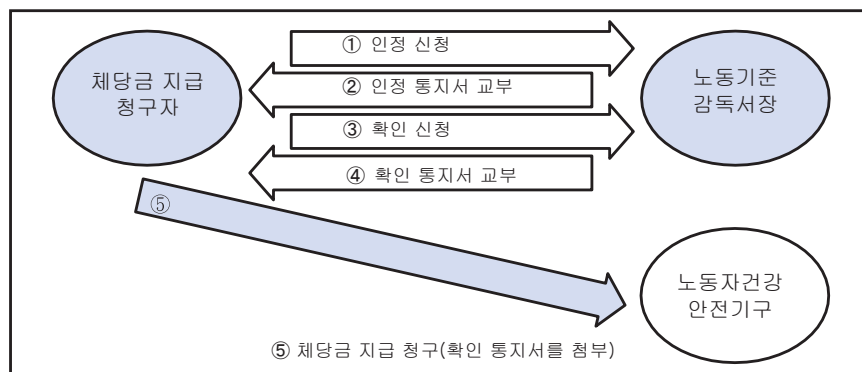 ① 인정 신청
체당금 지급
청구자
② 인정 통지서 교부
노동기준
감독서장
③ 확인 신청
④ 확인 통지서 교부
⑤
노동자건강
안전기구
⑤ 체당금 지급 청구(확인 통지서를 첨부)